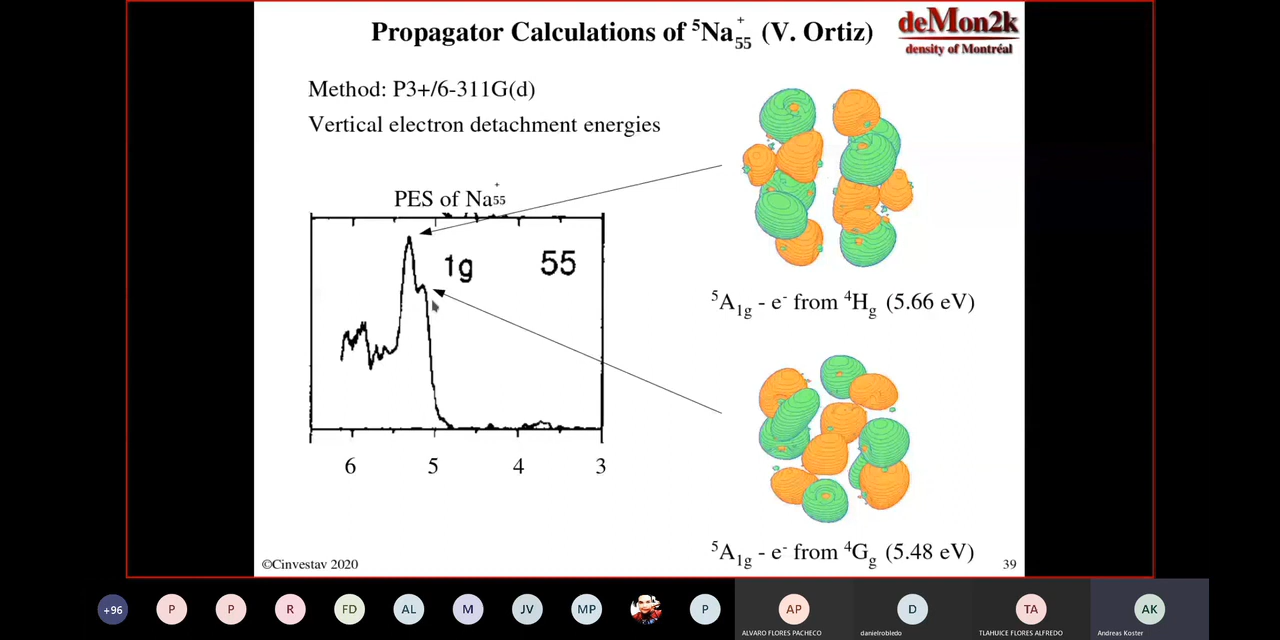 Propagator Calculations of ⁵Na₅₅⁺ (V. Ortiz)
deMon2k
density of Montréal
Method: P3+/6-311G(d)
Vertical electron detachment energies
PES of Na₅₅⁺
1g 55
6 5 4 3
⁵A₁g - e⁻ from ⁴Hg (5.66 eV)
⁵A₁g - e⁻ from ⁴Gg (5.48 eV)
©Cinvestav 2020
39
+96 P P R FD AL M JV MP P AP D TA AK
ALVARO FLORES PACHECO danielrobledo TLAHUICE FLORES ALFREDO Andreas Koster